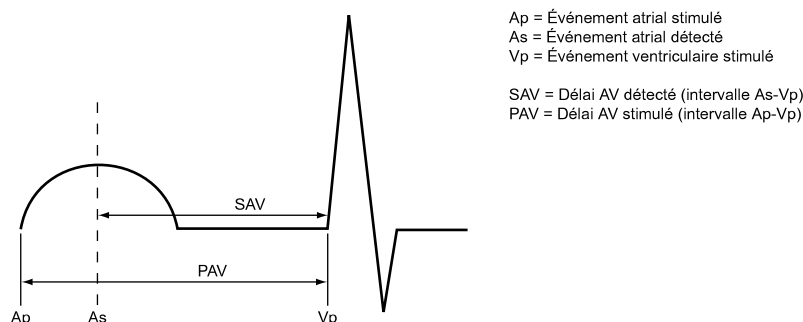 Ap = Événement atrial stimulé
As = Événement atrial détecté
Vp = Événement ventriculaire stimulé
SAV = Délai AV détecté (intervalle As-Vp)
PAV = Délai AV stimulé (intervalle Ap-Vp)
SAV
PAV
Ap As Vp